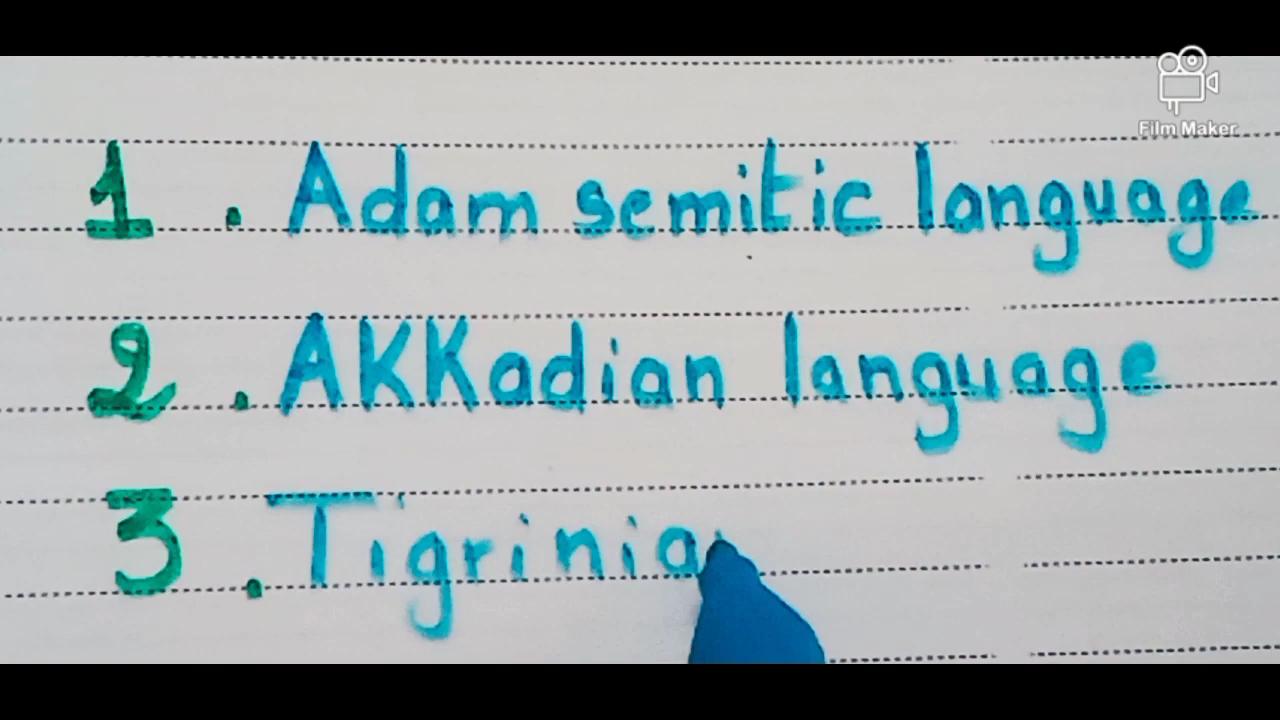 Film Maker
1. Adam semitic language
2. AKKadian language
3. Tigrinia